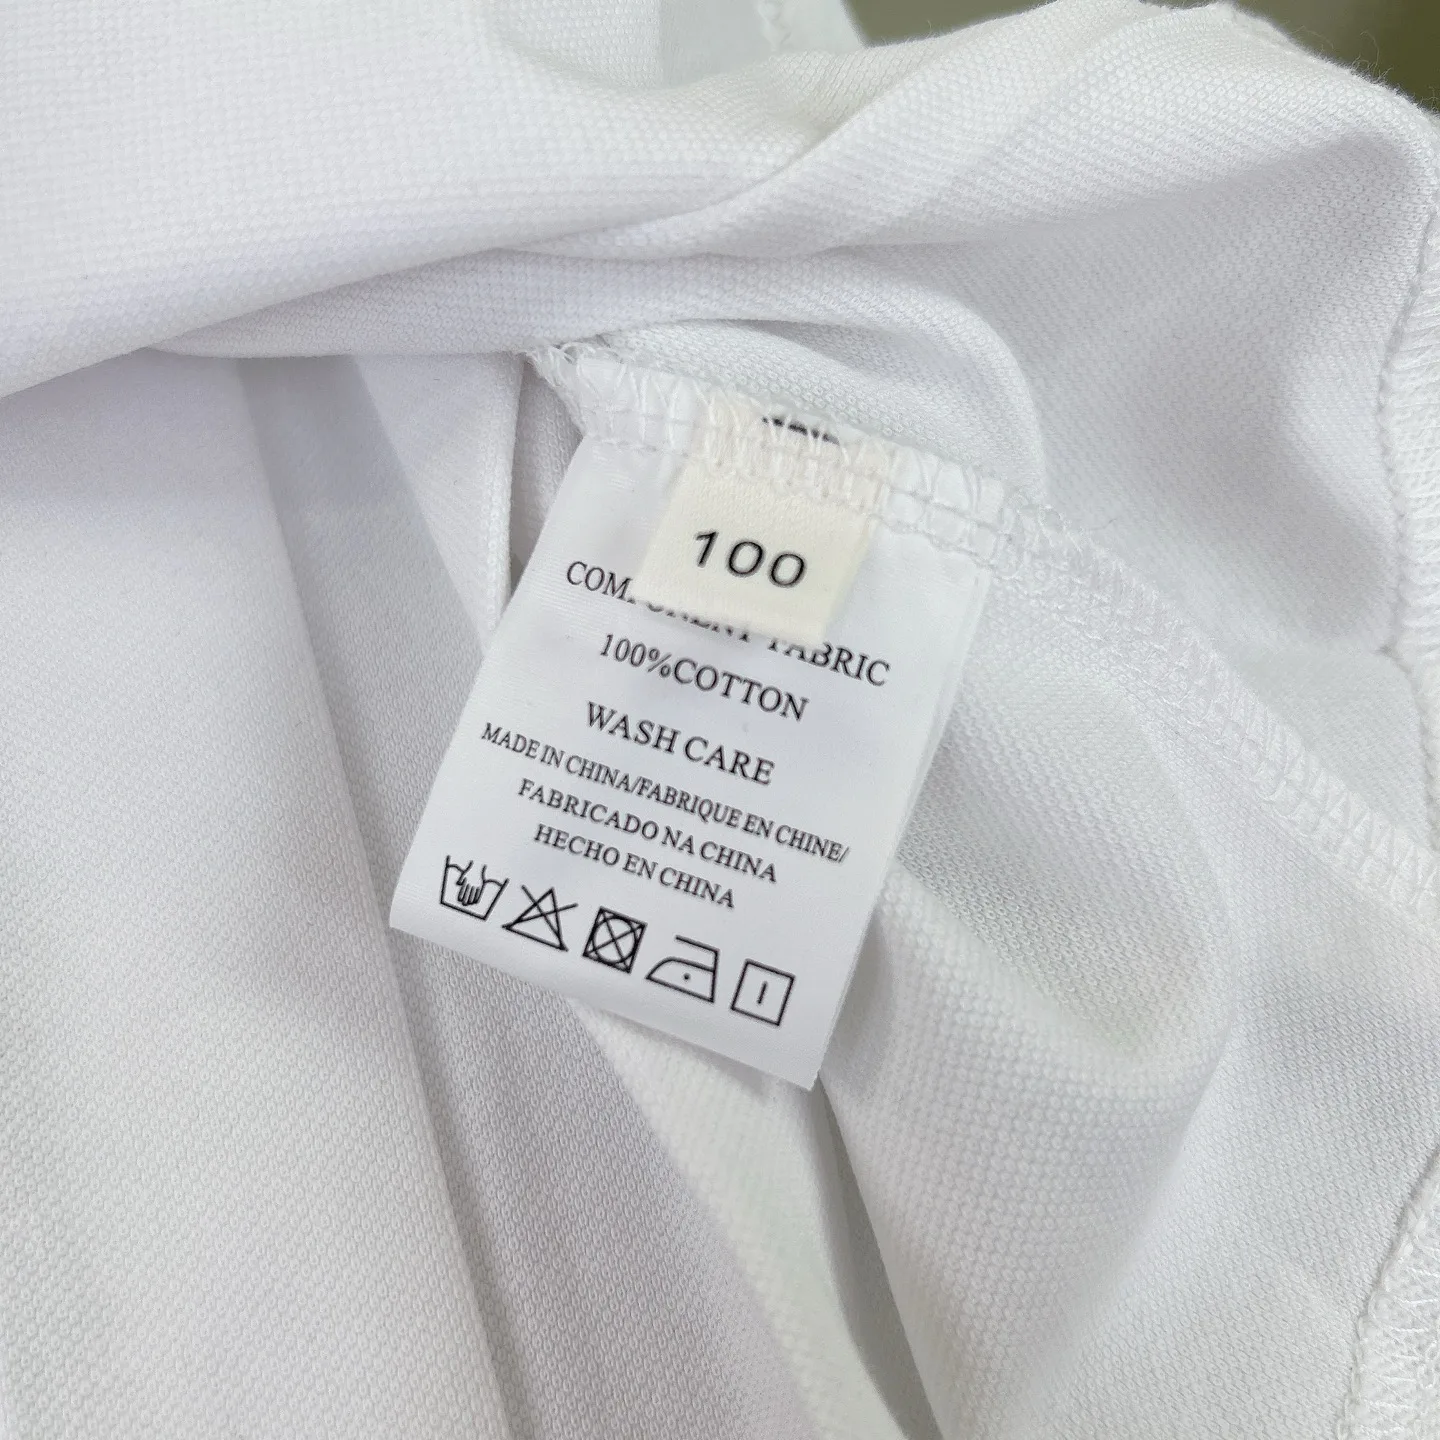 100
COMPONENT FABRIC
100%COTTON
WASH CARE
MADE IN CHINA/FABRIQUE EN CHINE/
FABRICADO NA CHINA
HECHO EN CHINA